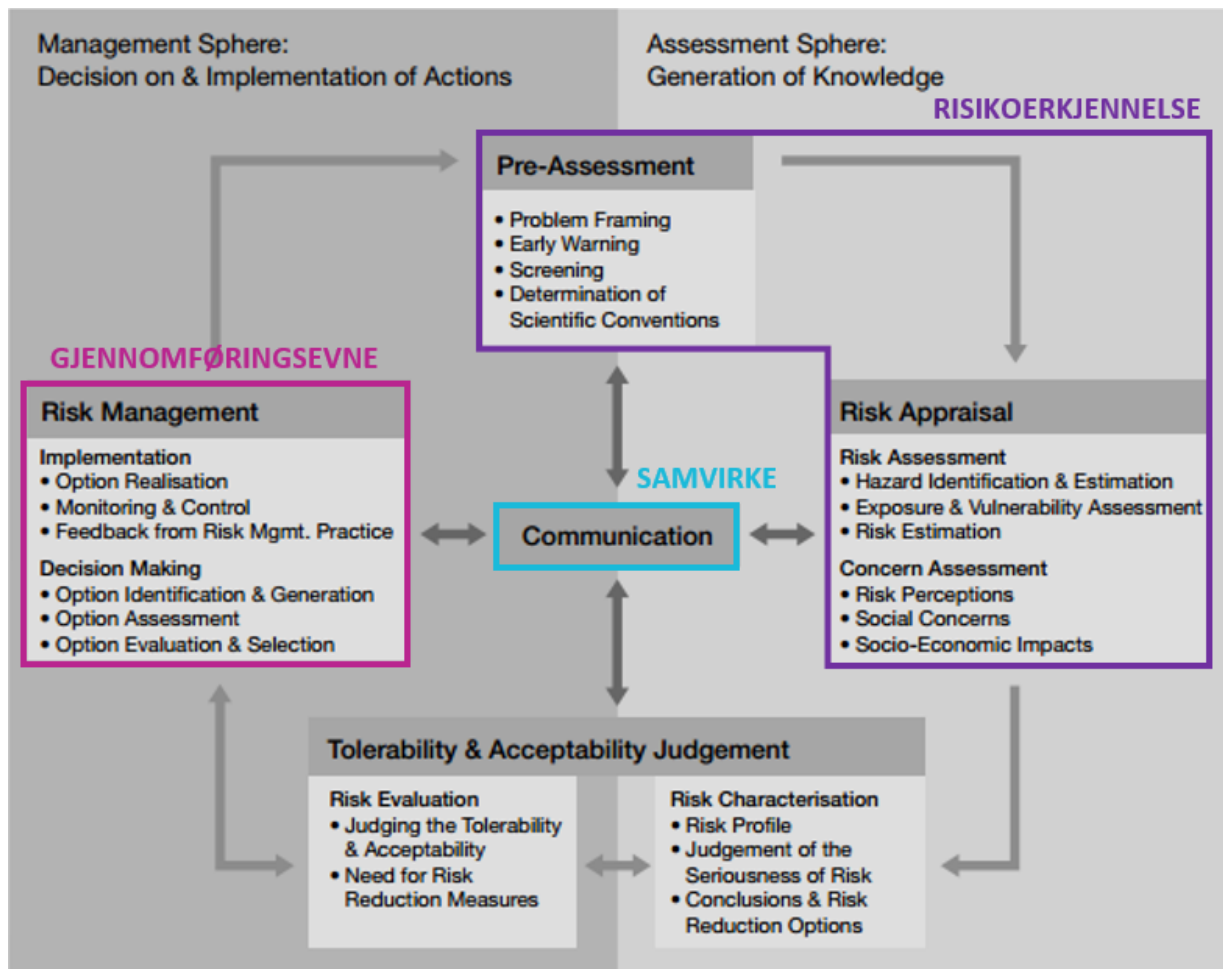 Management Sphere:
Decision on & Implementation of Actions
Assessment Sphere:
Generation of Knowledge
RISIKOERKJENNELSE
Pre-Assessment
• Problem Framing
• Early Warning
• Screening
• Determination of
Scientific Conventions
GJENNOMFØRINGSEVNE
Risk Management
Implementation
• Option Realisation
• Monitoring & Control
• Feedback from Risk Mgmt. Practice
Decision Making
• Option Identification & Generation
• Option Assessment
• Option Evaluation & Selection
SAMVIRKE
Communication
Risk Appraisal
Risk Assessment
• Hazard Identification & Estimation
• Exposure & Vulnerability Assessment
• Risk Estimation
Concern Assessment
• Risk Perceptions
• Social Concerns
• Socio-Economic Impacts
Tolerability & Acceptability Judgement
Risk Evaluation
• Judging the Tolerability
& Acceptability
• Need for Risk
Reduction Measures
Risk Characterisation
• Risk Profile
• Judgement of the
Seriousness of Risk
• Conclusions & Risk
Reduction Options